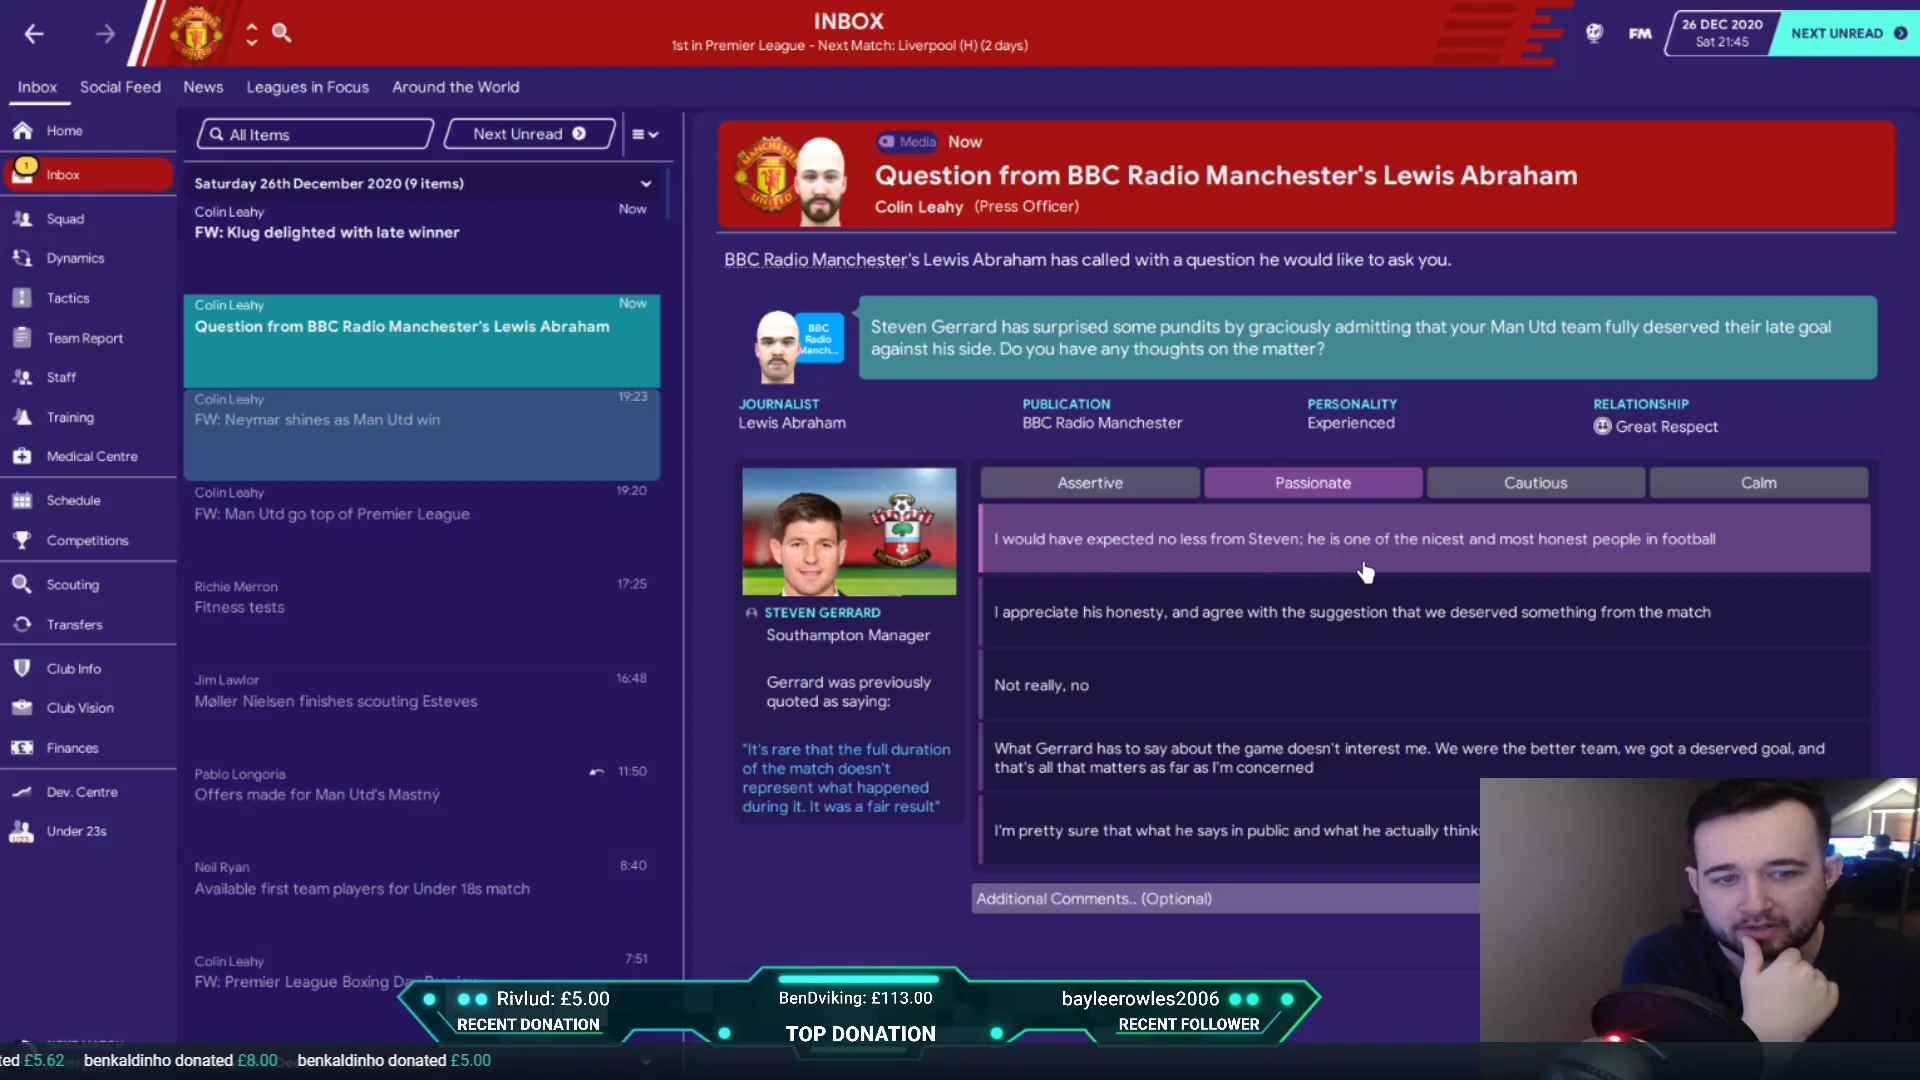 INBOX
1st in Premier League - Next Match: Liverpool (H) (2 days)
FM
26 DEC 2020
Sat 21:45
NEXT UNREAD
Inbox
Social Feed
News
Leagues in Focus
Around the World
Home
1
Inbox
Squad
Dynamics
Tactics
Team Report
Staff
Training
Medical Centre
Schedule
Competitions
Scouting
Transfers
Club Info
Club Vision
Finances
Dev. Centre
Under 23s
All Items
Next Unread
Saturday 26th December 2020 (9 items)
Colin Leahy
Now
FW: Klug delighted with late winner
Colin Leahy
Now
Question from BBC Radio Manchester's Lewis Abraham
Colin Leahy
19:23
FW: Neymar shines as Man Utd win
Colin Leahy
19:20
FW: Man Utd go top of Premier League
Richie Merron
17:25
Fitness tests
Jim Lawlor
16:48
Møller Nielsen finishes scouting Esteves
Pablo Longoria
11:50
Offers made for Man Utd's Mastný
Neil Ryan
8:40
Available first team players for Under 18s match
Colin Leahy
7:51
FW: Premier League Boxing Day Preview
Media
Now
Question from BBC Radio Manchester's Lewis Abraham
Colin Leahy (Press Officer)
BBC Radio Manchester's Lewis Abraham has called with a question he would like to ask you.
BBC
Radio
Manch...
Steven Gerrard has surprised some pundits by graciously admitting that your Man Utd team fully deserved their late goal
against his side. Do you have any thoughts on the matter?
JOURNALIST
Lewis Abraham
PUBLICATION
BBC Radio Manchester
PERSONALITY
Experienced
RELATIONSHIP
Great Respect
STEVEN GERRARD
Southampton Manager
Gerrard was previously
quoted as saying:
"It's rare that the full duration
of the match doesn't
represent what happened
during it. It was a fair result"
Assertive
Passionate
Cautious
Calm
I would have expected no less from Steven; he is one of the nicest and most honest people in football
I appreciate his honesty, and agree with the suggestion that we deserved something from the match
Not really, no
What Gerrard has to say about the game doesn't interest me. We were the better team, we got a deserved goal, and
that's all that matters as far as I'm concerned
I'm pretty sure that what he says in public and what he actually think
Additional Comments.. (Optional)
Rivlud: £5.00
RECENT DONATION
BenDviking: £113.00
TOP DONATION
bayleerowles2006
RECENT FOLLOWER
ted £5.62 benkaldinho donated £8.00 benkaldinho donated £5.00